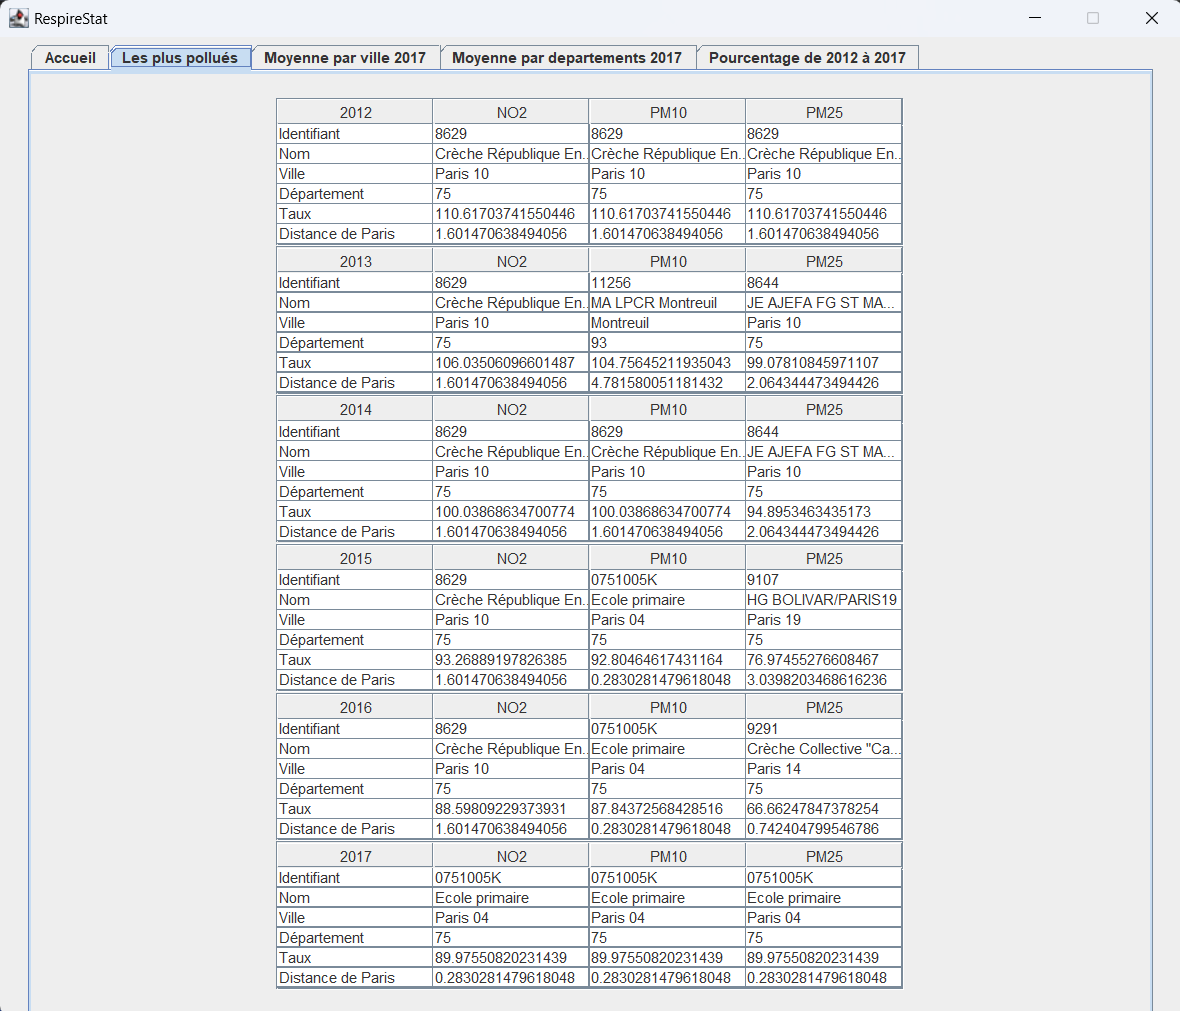 RespireStat
Accueil Les plus pollués Moyenne par ville 2017 Moyenne par departements 2017 Pourcentage de 2012 à 2017
2012 NO2 PM10 PM25
Identifiant 8629 8629 8629
Nom Crèche République En.. Crèche République En.. Crèche République En..
Ville Paris 10 Paris 10 Paris 10
Département 75 75 75
Taux 110.61703741550446 110.61703741550446 110.61703741550446
Distance de Paris 1.601470638494056 1.601470638494056 1.601470638494056
2013 NO2 PM10 PM25
Identifiant 8629 11256 8644
Nom Crèche République En.. MA LPCR Montreuil JE AJEFA FG ST MA...
Ville Paris 10 Montreuil Paris 10
Département 75 93 75
Taux 106.03506096601487 104.75645211935043 99.07810845971107
Distance de Paris 1.601470638494056 4.781580051181432 2.064344473494426
2014 NO2 PM10 PM25
Identifiant 8629 8629 8644
Nom Crèche République En.. Crèche République En.. JE AJEFA FG ST MA...
Ville Paris 10 Paris 10 Paris 10
Département 75 75 75
Taux 100.03868634700774 100.03868634700774 94.8953463435173
Distance de Paris 1.601470638494056 1.601470638494056 2.064344473494426
2015 NO2 PM10 PM25
Identifiant 8629 0751005K 9107
Nom Crèche République En.. Ecole primaire HG BOLIVAR/PARIS19
Ville Paris 10 Paris 04 Paris 19
Département 75 75 75
Taux 93.26889197826385 92.80464617431164 76.97455276608467
Distance de Paris 1.601470638494056 0.2830281479618048 3.0398203468616236
2016 NO2 PM10 PM25
Identifiant 8629 0751005K 9291
Nom Crèche République En.. Ecole primaire Crèche Collective "Ca...
Ville Paris 10 Paris 04 Paris 14
Département 75 75 75
Taux 88.59809229373931 87.84372568428516 66.66247847378254
Distance de Paris 1.601470638494056 0.2830281479618048 0.742404799546786
2017 NO2 PM10 PM25
Identifiant 0751005K 0751005K 0751005K
Nom Ecole primaire Ecole primaire Ecole primaire
Ville Paris 04 Paris 04 Paris 04
Département 75 75 75
Taux 89.97550820231439 89.97550820231439 89.97550820231439
Distance de Paris 0.2830281479618048 0.2830281479618048 0.2830281479618048